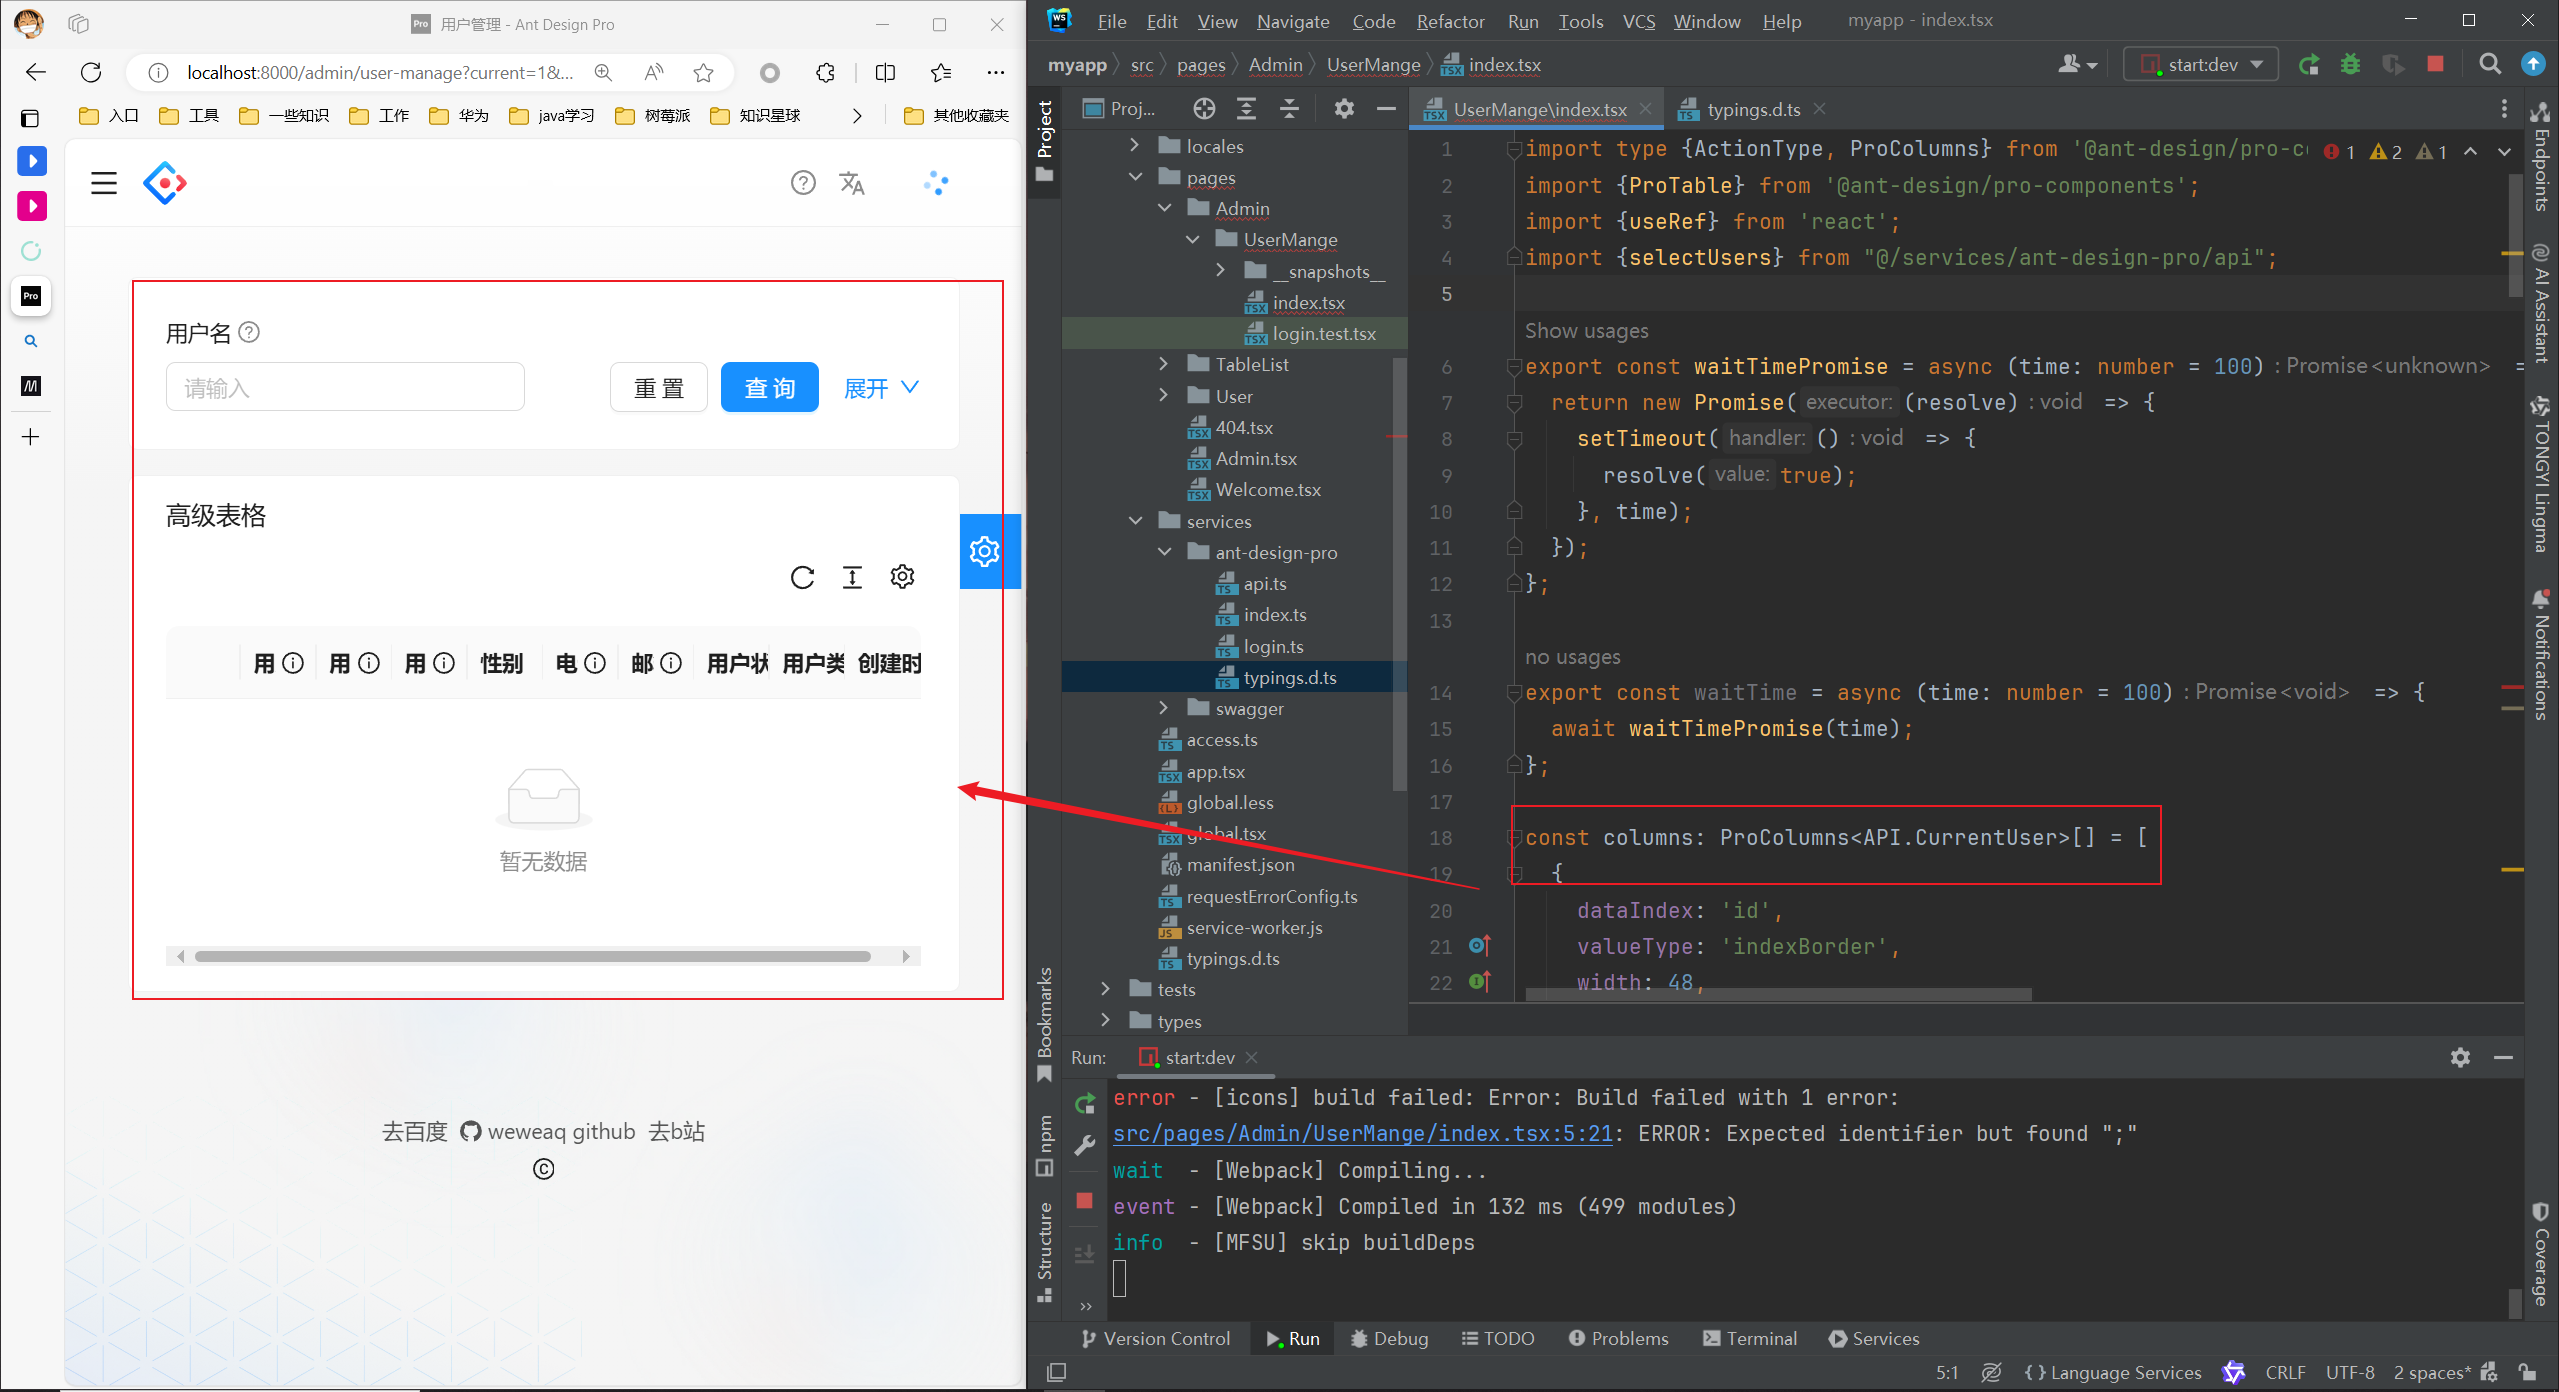 用户管理 - Ant Design Pro
localhost:8000/admin/user-manage?current=1&...
入口
工具
一些知识
工作
华为
java学习
树莓派
知识星球
其他收藏夹
用户名
请输入
重 置
查 询
展开
高级表格
用
用
用
性别
电
邮
用户状
用户类
创建时
暂无数据
去百度 weweaq github 去b站
©
File Edit View Navigate Code Refactor Run Tools VCS Window Help myapp - index.tsx
myapp src pages Admin UserMange index.tsx
start:dev
Project
Proj...
locales
pages
Admin
UserMange
__snapshots__
index.tsx
login.test.tsx
TableList
User
404.tsx
Admin.tsx
Welcome.tsx
services
ant-design-pro
api.ts
index.ts
login.ts
typings.d.ts
swagger
access.ts
app.tsx
global.less
global.tsx
manifest.json
requestErrorConfig.ts
service-worker.js
typings.d.ts
tests
types
UserMange\index.tsx
typings.d.ts
1 2 1
1 import type {ActionType, ProColumns} from '@ant-design/pro-c
2 import {ProTable} from '@ant-design/pro-components';
3 import {useRef} from 'react';
4 import {selectUsers} from "@/services/ant-design-pro/api";
5
Show usages
6 export const waitTimePromise = async (time: number = 100) : Promise<unknown> =
7 return new Promise( executor: (resolve) : void => {
8 setTimeout( handler: () : void => {
9 resolve( value: true);
10 }, time);
11 });
12 };
13
no usages
14 export const waitTime = async (time: number = 100) : Promise<void> => {
15 await waitTimePromise(time);
16 };
17
18 const columns: ProColumns<API.CurrentUser>[] = [
19 {
20 dataIndex: 'id',
21 valueType: 'indexBorder',
22 width: 48,
Endpoints
AI Assistant
TONGYI Lingma
Notifications
Coverage
Bookmarks
npm
Structure
Run: start:dev
error - [icons] build failed: Error: Build failed with 1 error:
src/pages/Admin/UserMange/index.tsx:5:21: ERROR: Expected identifier but found ";"
wait - [Webpack] Compiling...
event - [Webpack] Compiled in 132 ms (499 modules)
info - [MFSU] skip buildDeps
Version Control Run Debug TODO Problems Terminal Services
5:1 {} Language Services CRLF UTF-8 2 spaces*